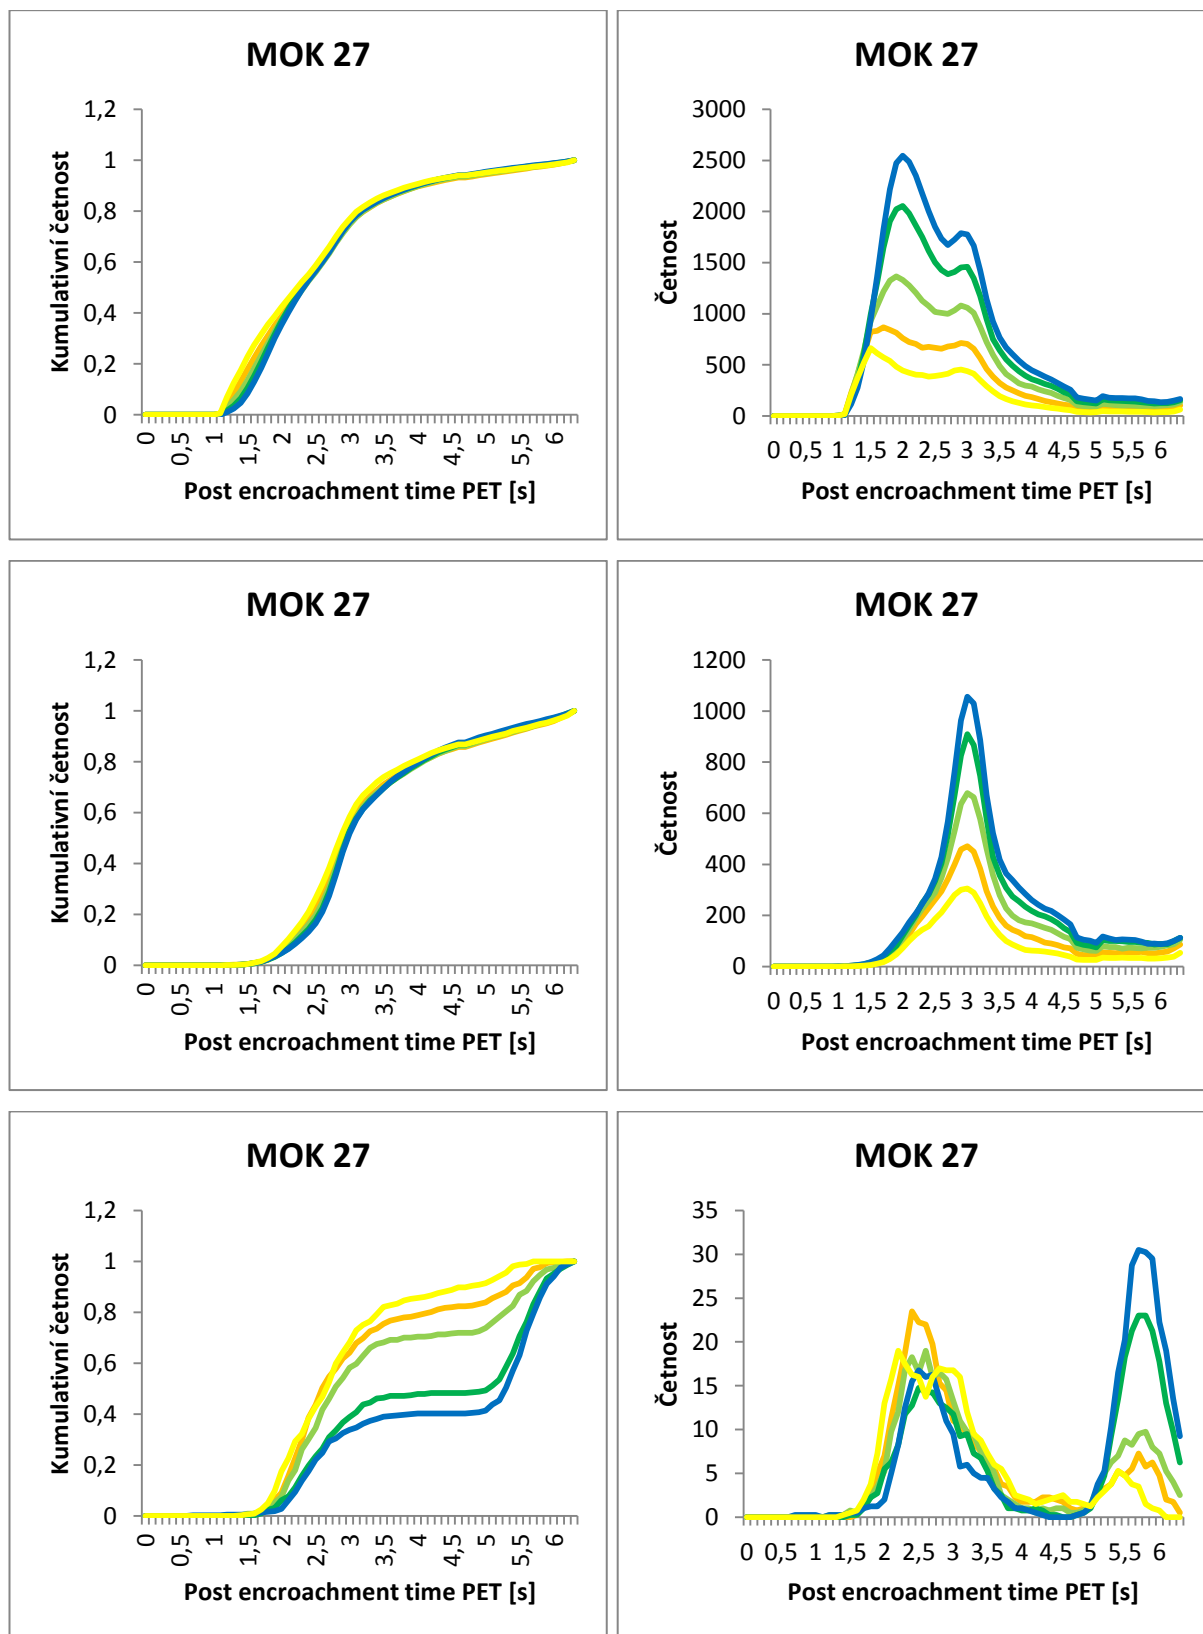 MOK 27
1,2
1
0,8
0,6
0,4
0,2
0
Kumulativní četnost
0 0,5 1 1,5 2 2,5 3 3,5 4 4,5 5 5,5 6
Post encroachment time PET [s]
MOK 27
3000
2500
2000
1500
1000
500
0
Četnost
0 0,5 1 1,5 2 2,5 3 3,5 4 4,5 5 5,5 6
Post encroachment time PET [s]
MOK 27
1,2
1
0,8
0,6
0,4
0,2
0
Kumulativní četnost
0 0,5 1 1,5 2 2,5 3 3,5 4 4,5 5 5,5 6
Post encroachment time PET [s]
MOK 27
1200
1000
800
600
400
200
0
Četnost
0 0,5 1 1,5 2 2,5 3 3,5 4 4,5 5 5,5 6
Post encroachment time PET [s]
MOK 27
1,2
1
0,8
0,6
0,4
0,2
0
Kumulativní četnost
0 0,5 1 1,5 2 2,5 3 3,5 4 4,5 5 5,5 6
Post encroachment time PET [s]
MOK 27
35
30
25
20
15
10
5
0
Četnost
0 0,5 1 1,5 2 2,5 3 3,5 4 4,5 5 5,5 6
Post encroachment time PET [s]